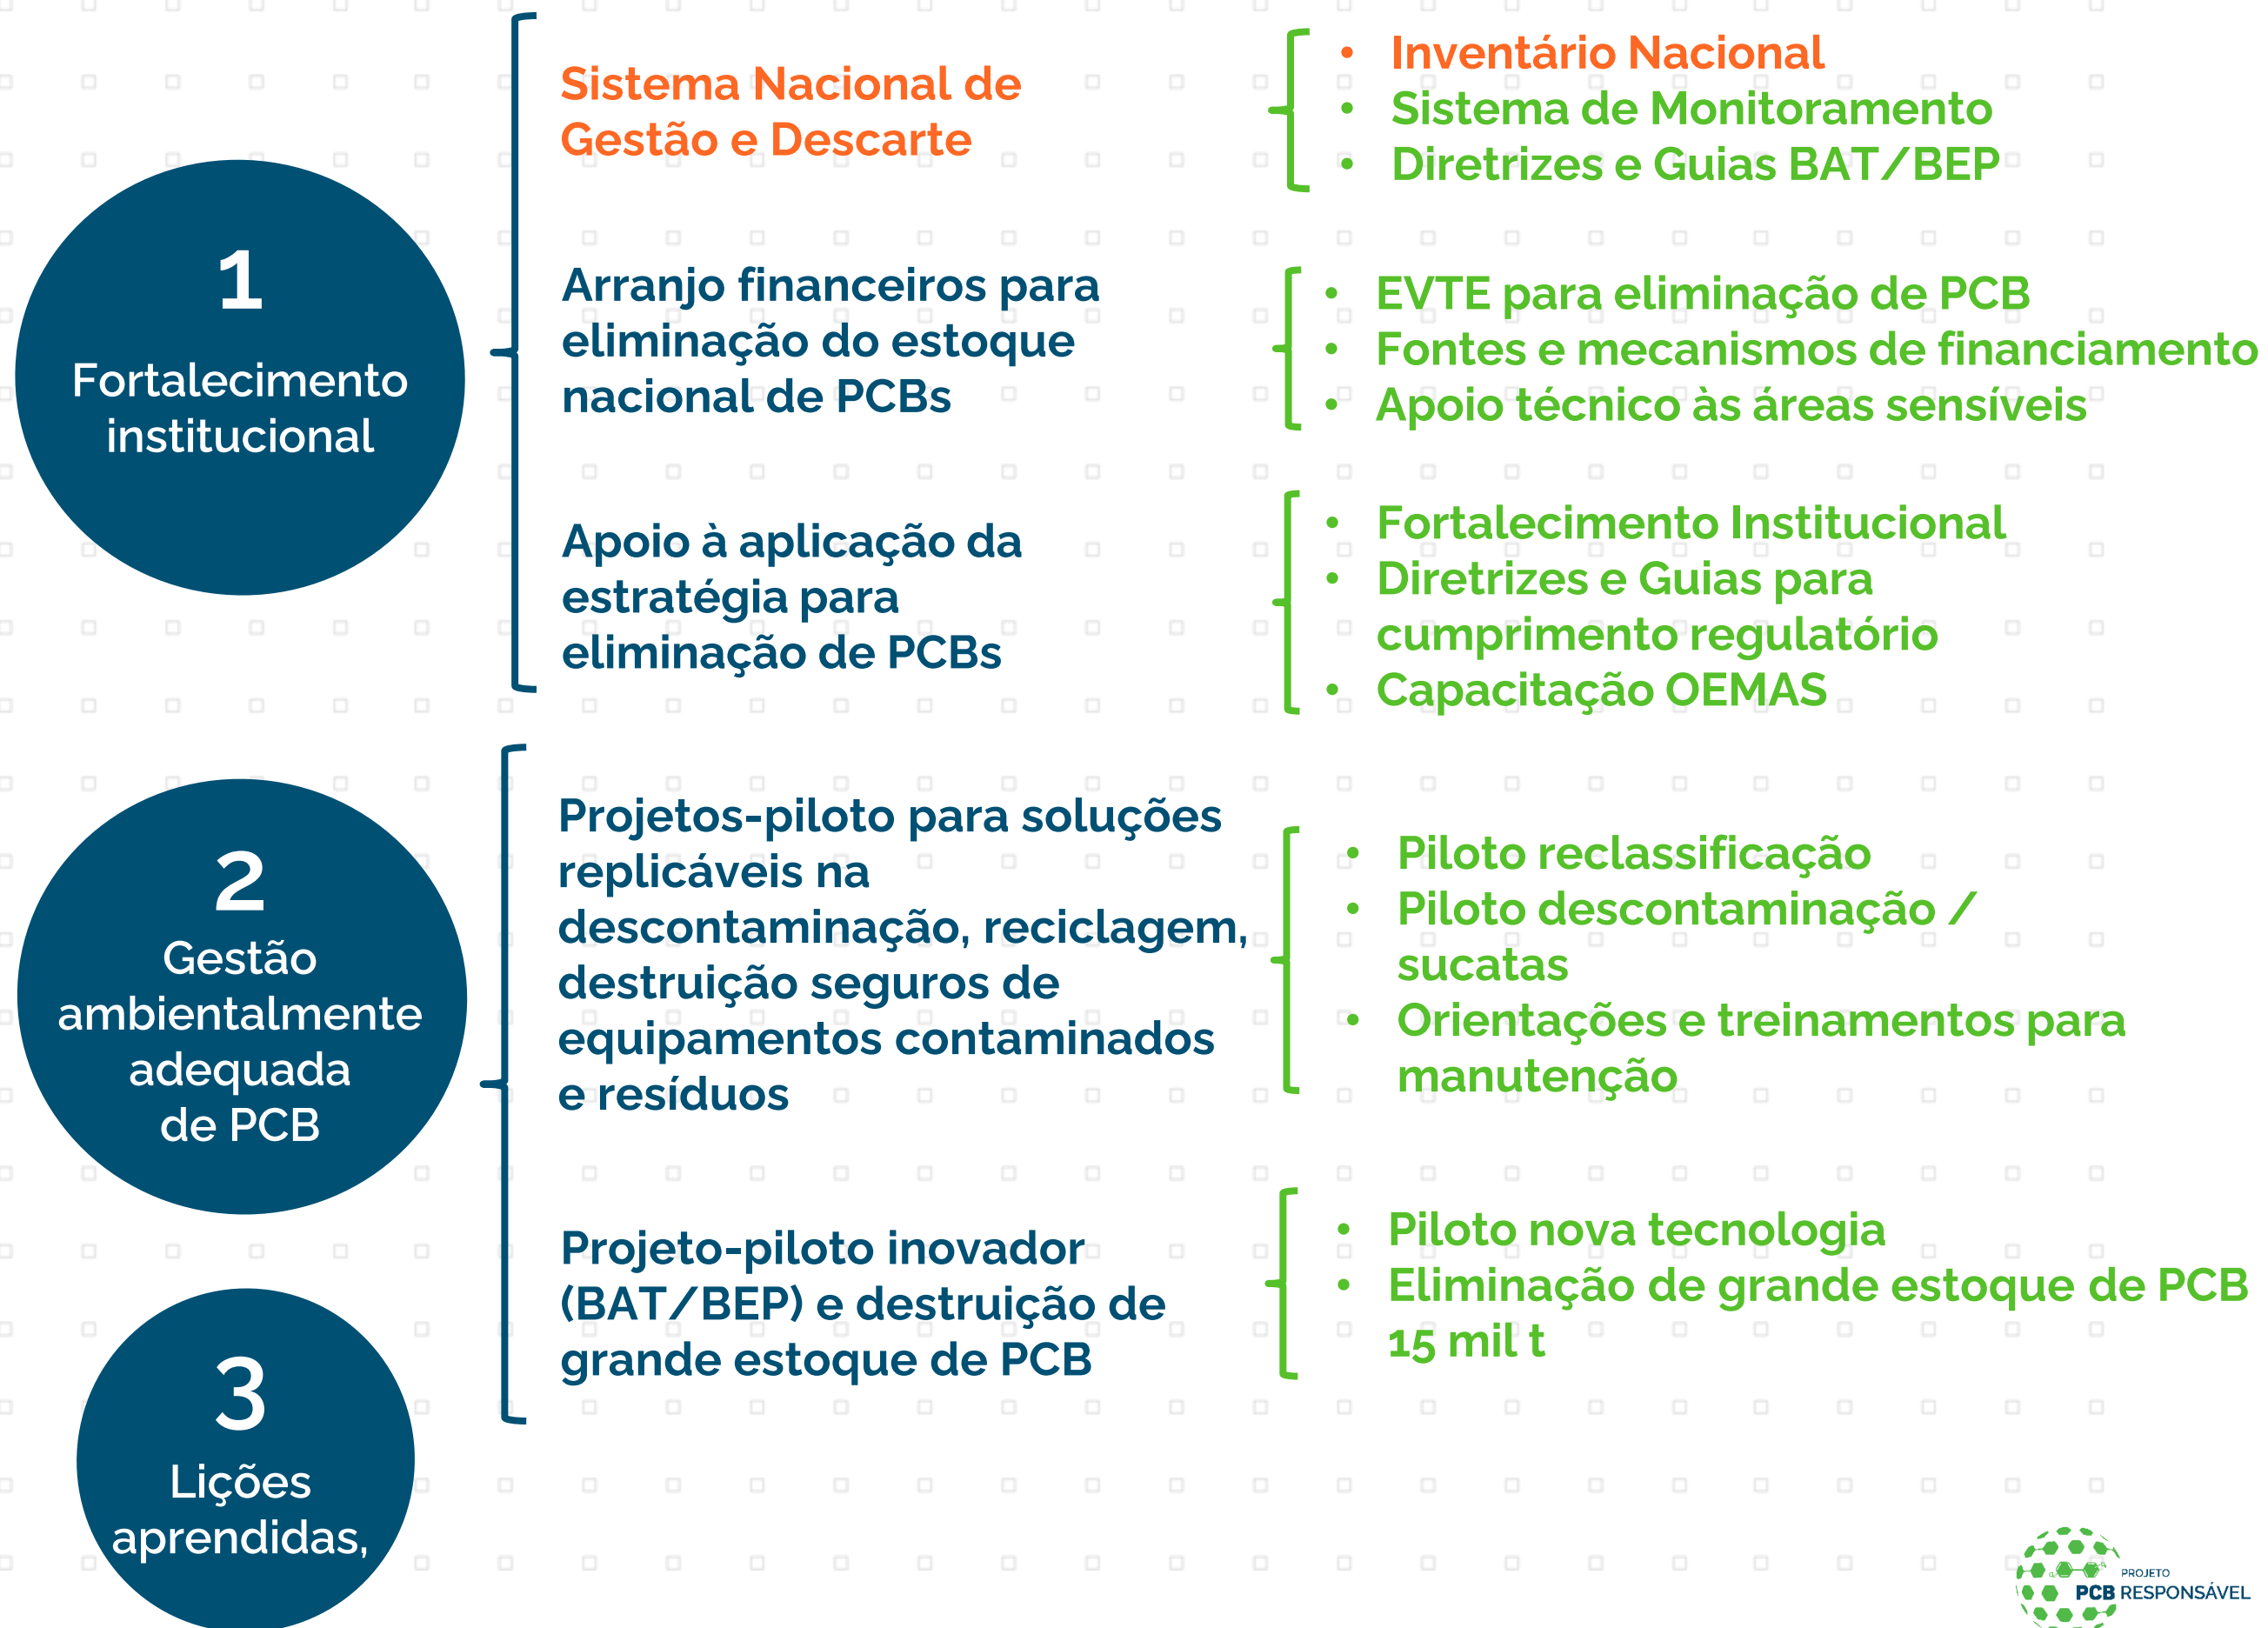 1
Fortalecimento
institucional
Sistema Nacional de
Gestão e Descarte
• Inventário Nacional
• Sistema de Monitoramento
• Diretrizes e Guias BAT/BEP
Arranjo financeiros para
eliminação do estoque
nacional de PCBs
• EVTE para eliminação de PCB
• Fontes e mecanismos de financiamento
• Apoio técnico às áreas sensíveis
Apoio à aplicação da
estratégia para
eliminação de PCBs
• Fortalecimento Institucional
• Diretrizes e Guias para
cumprimento regulatório
• Capacitação OEMAS
2
Gestão
ambientalmente
adequada
de PCB
Projetos-piloto para soluções
replicáveis na
descontaminação, reciclagem,
destruição seguros de
equipamentos contaminados
e resíduos
• Piloto reclassificação
• Piloto descontaminação /
sucatas
• Orientações e treinamentos para
manutenção
Projeto-piloto inovador
(BAT/BEP) e destruição de
grande estoque de PCB
• Piloto nova tecnologia
• Eliminação de grande estoque de PCB
15 mil t
3
Lições
aprendidas,
PROJETO
PCB RESPONSÁVEL